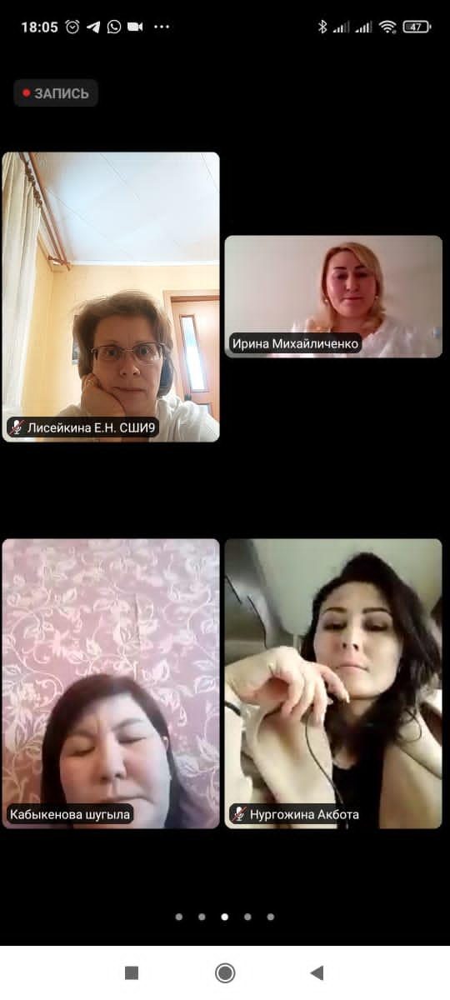 18:05
47
ЗАПИСЬ
Ирина Михайличенко
Лисейкина Е.Н. СШИ9
Кабыкенова шугыла
Нургожина Акбота